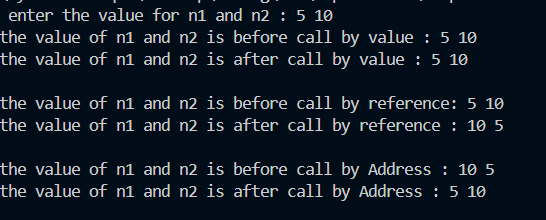 enter the value for n1 and n2 : 5 10
the value of n1 and n2 is before call by value : 5 10
the value of n1 and n2 is after call by value : 5 10
the value of n1 and n2 is before call by reference: 5 10
the value of n1 and n2 is after call by reference : 10 5
the value of n1 and n2 is before call by Address : 10 5
the value of n1 and n2 is after call by Address : 5 10